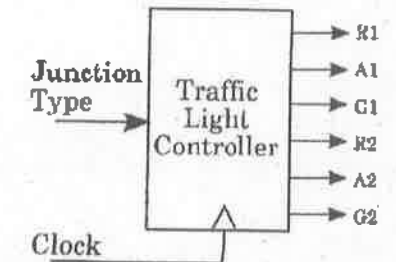 Junction
Type
Traffic
Light
Controller
Clock
R1
A1
G1
R2
A2
G2